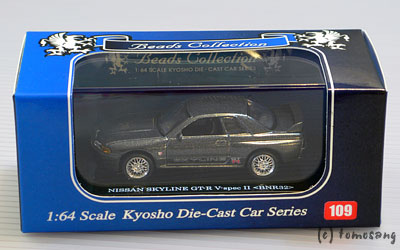 Beads Collection
Beads Collection
1:64 SCALE KYOSHO DIE-CAST CAR SERIES
SKYLINE
NISSAN SKYLINE GT-R V-spec II <BNR32>
1:64 Scale Kyosho Die-Cast Car Series
109
(c) tomosang